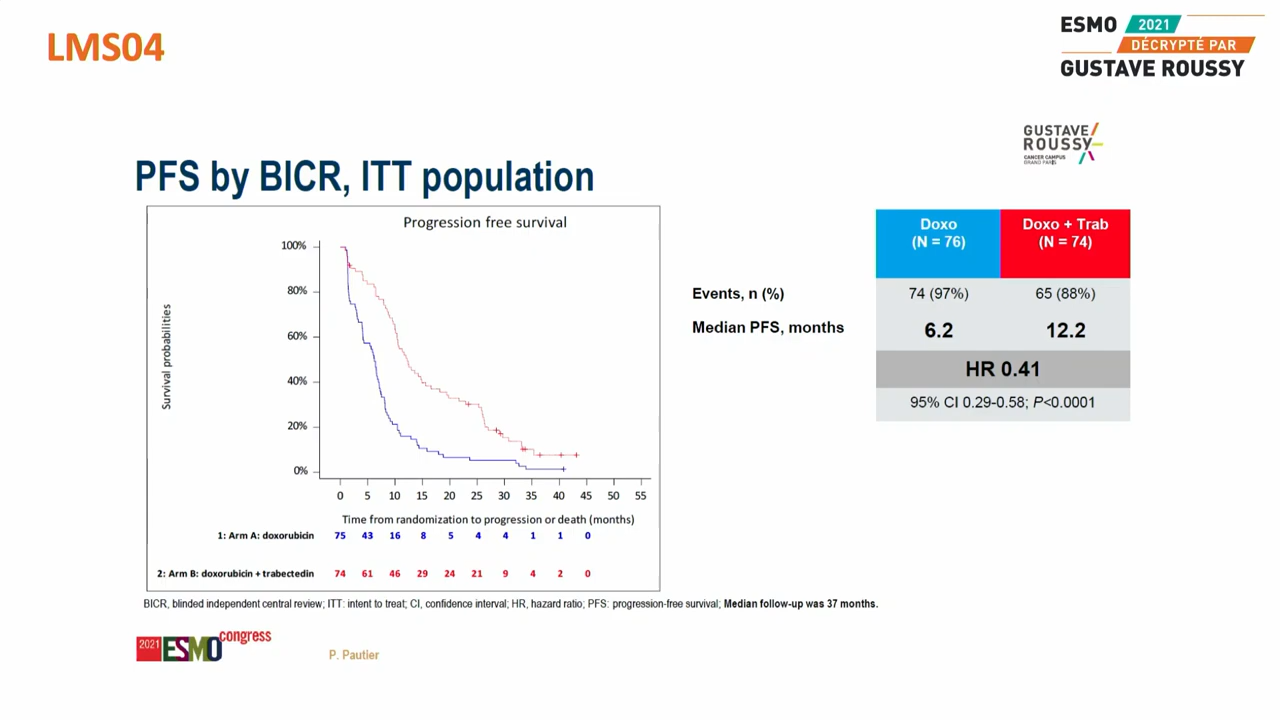 LMS04
ESMO 2021
DÉCRYPTÉ PAR
GUSTAVE ROUSSY
GUSTAVE
ROUSSY
CANCER CAMPUS
GRAND PARIS
PFS by BICR, ITT population
Progression free survival
Survival probabilities
100%
80%
60%
40%
20%
0%
0 5 10 15 20 25 30 35 40 45 50 55
Time from randomization to progression or death (months)
1: Arm A: doxorubicin 75 43 16 8 5 4 4 1 1 0
2: Arm B: doxorubicin + trabectedin 74 61 46 29 24 21 9 4 2 0
Doxo Doxo + Trab
(N = 76) (N = 74)
Events, n (%) 74 (97%) 65 (88%)
Median PFS, months 6.2 12.2
HR 0.41
95% CI 0.29-0.58; P<0.0001
BICR, blinded independent central review; ITT: intent to treat; CI, confidence interval; HR, hazard ratio; PFS: progression-free survival; Median follow-up was 37 months.
2021 ESMO congress
P. Pautier